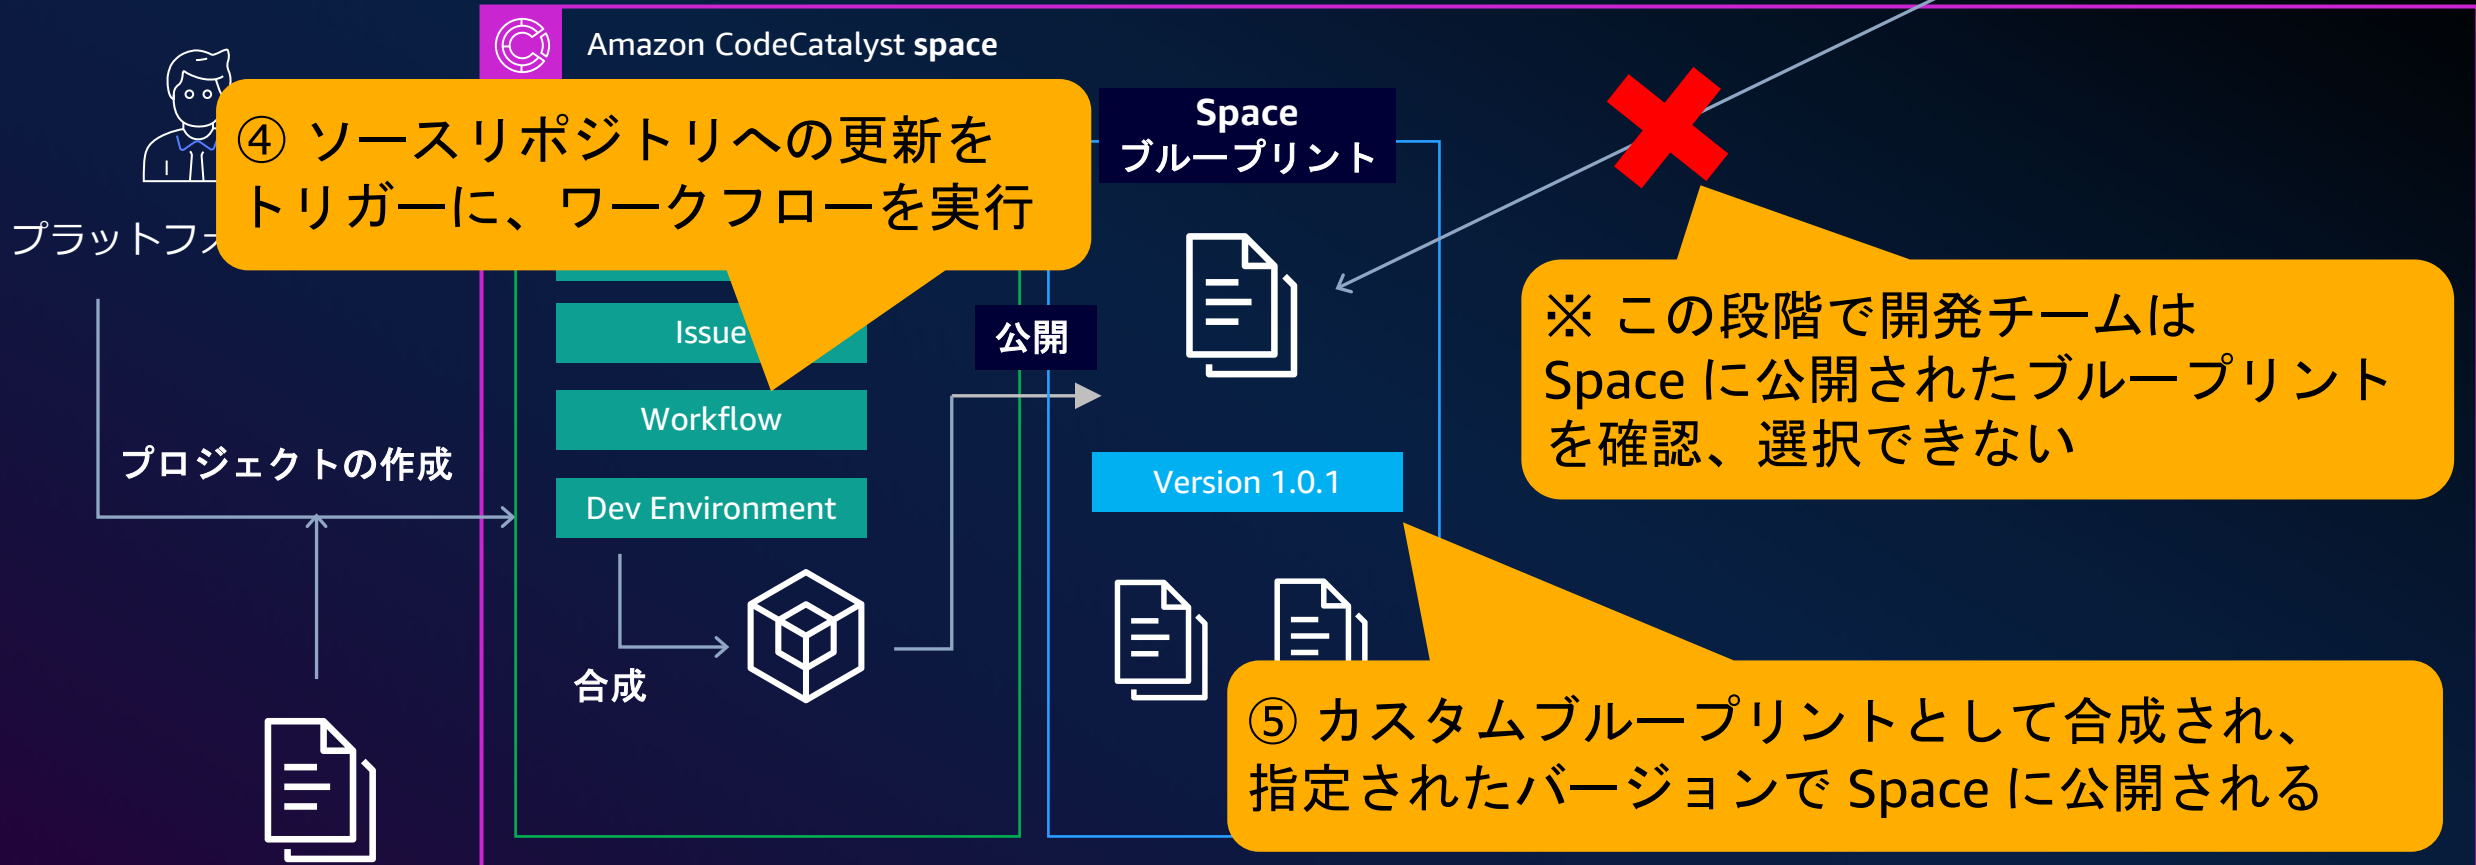 Amazon CodeCatalyst space
④ ソースリポジトリへの更新を
トリガーに、ワークフローを実行
プラットフォ
Space
ブループリント
※ この段階で開発チームは
Space に公開されたブループリント
を確認、選択できない
Issue
公開
Workflow
プロジェクトの作成
Version 1.0.1
Dev Environment
合成
⑤ カスタムブループリントとして合成され、
指定されたバージョンで Space に公開される